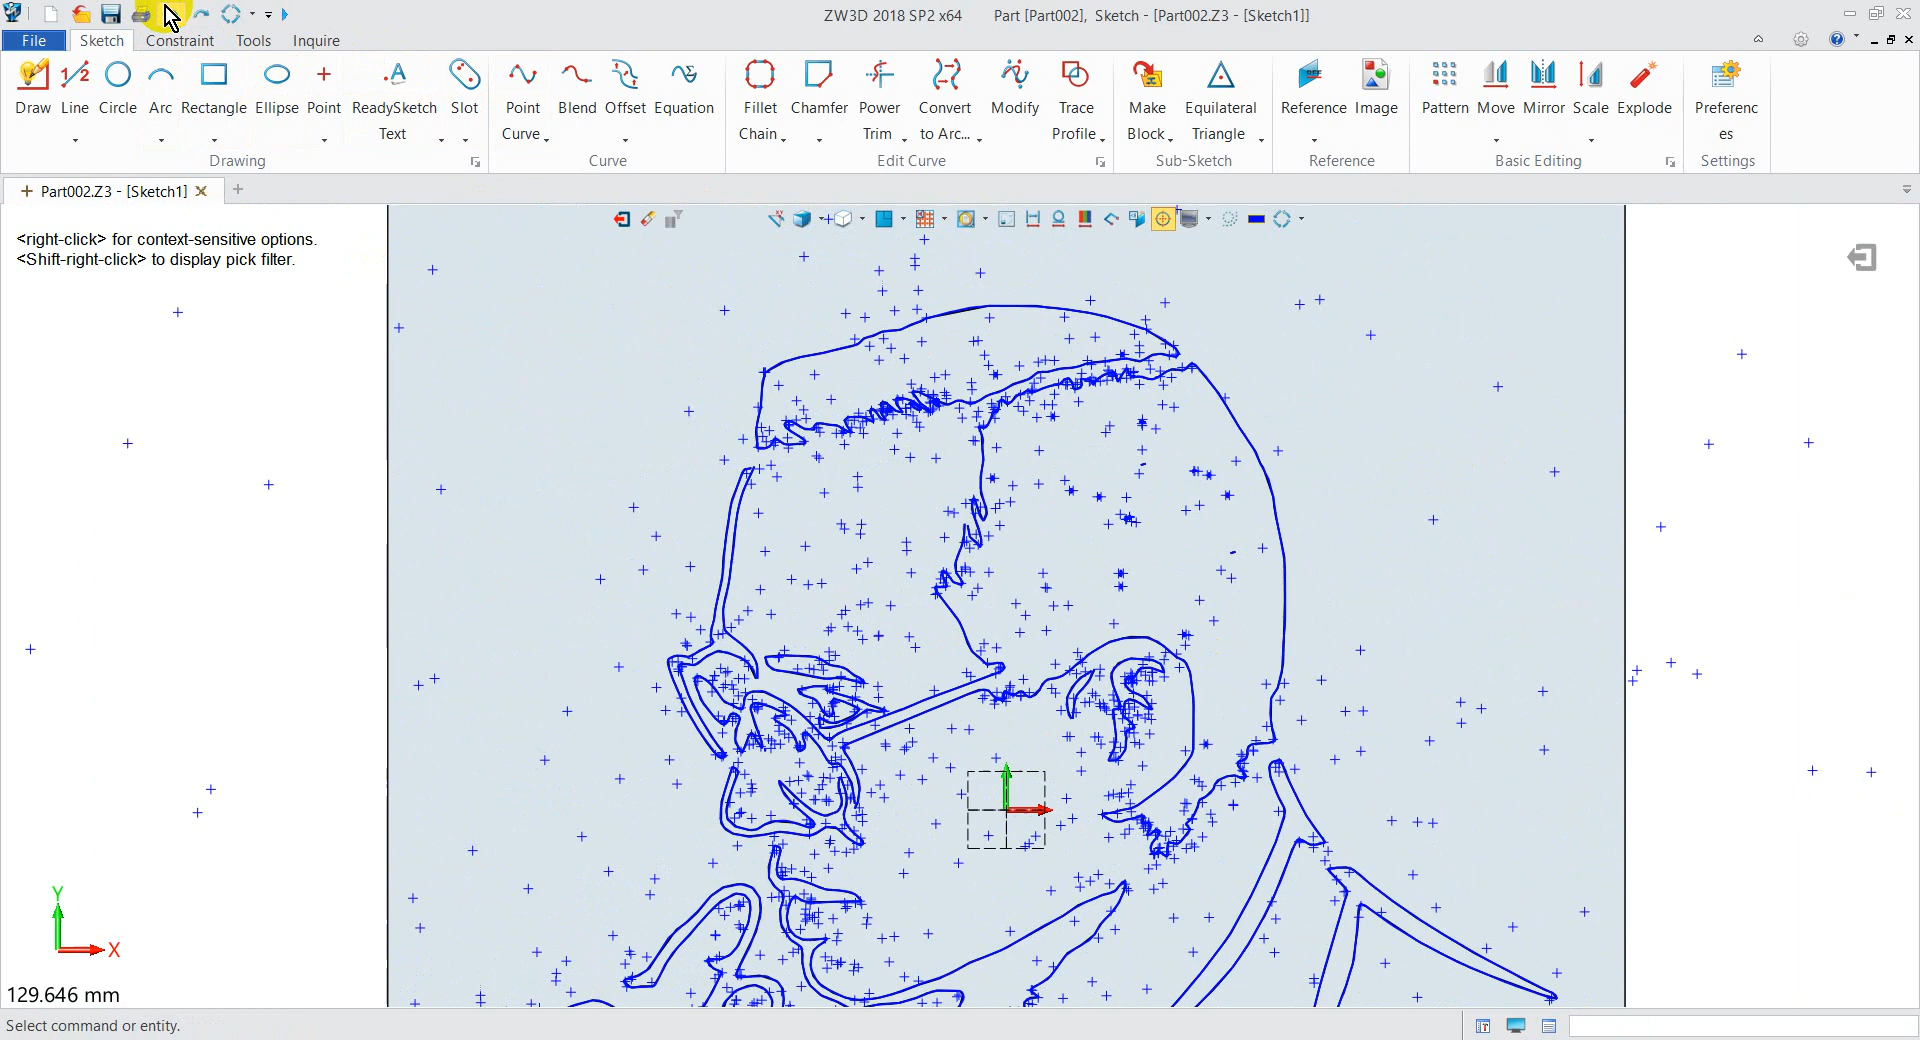 ZW3D 2018 SP2 x64 Part [Part002], Sketch - [Part002.Z3 - [Sketch1]]
File Sketch Constraint Tools Inquire
Draw Line Circle Arc Rectangle Ellipse Point ReadySketch Text Slot
Drawing
Point Curve Blend Offset Equation
Curve
Fillet Chain Chamfer Power Trim Convert to Arc... Modify Trace Profile
Edit Curve
Make Block Equilateral Triangle
Sub-Sketch
Reference Image
Reference
Pattern Move Mirror Scale Explode
Basic Editing
Preferenc es
Settings
Part002.Z3 - [Sketch1]
<right-click> for context-sensitive options.
<Shift-right-click> to display pick filter.
Y
X
129.646 mm
Select command or entity.